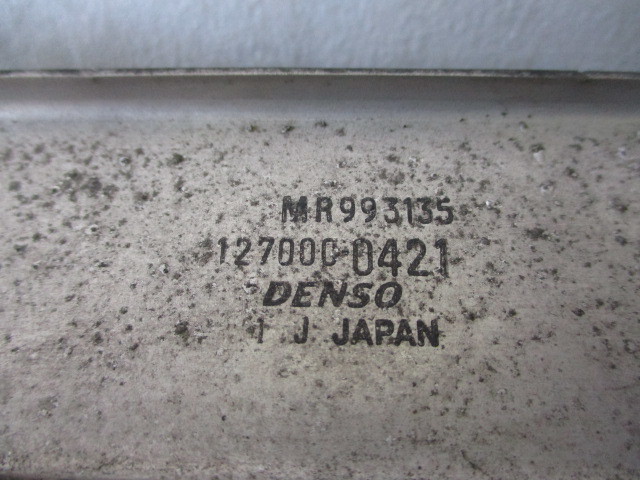 MR993135
127000-0421
DENSO
1 J JAPAN